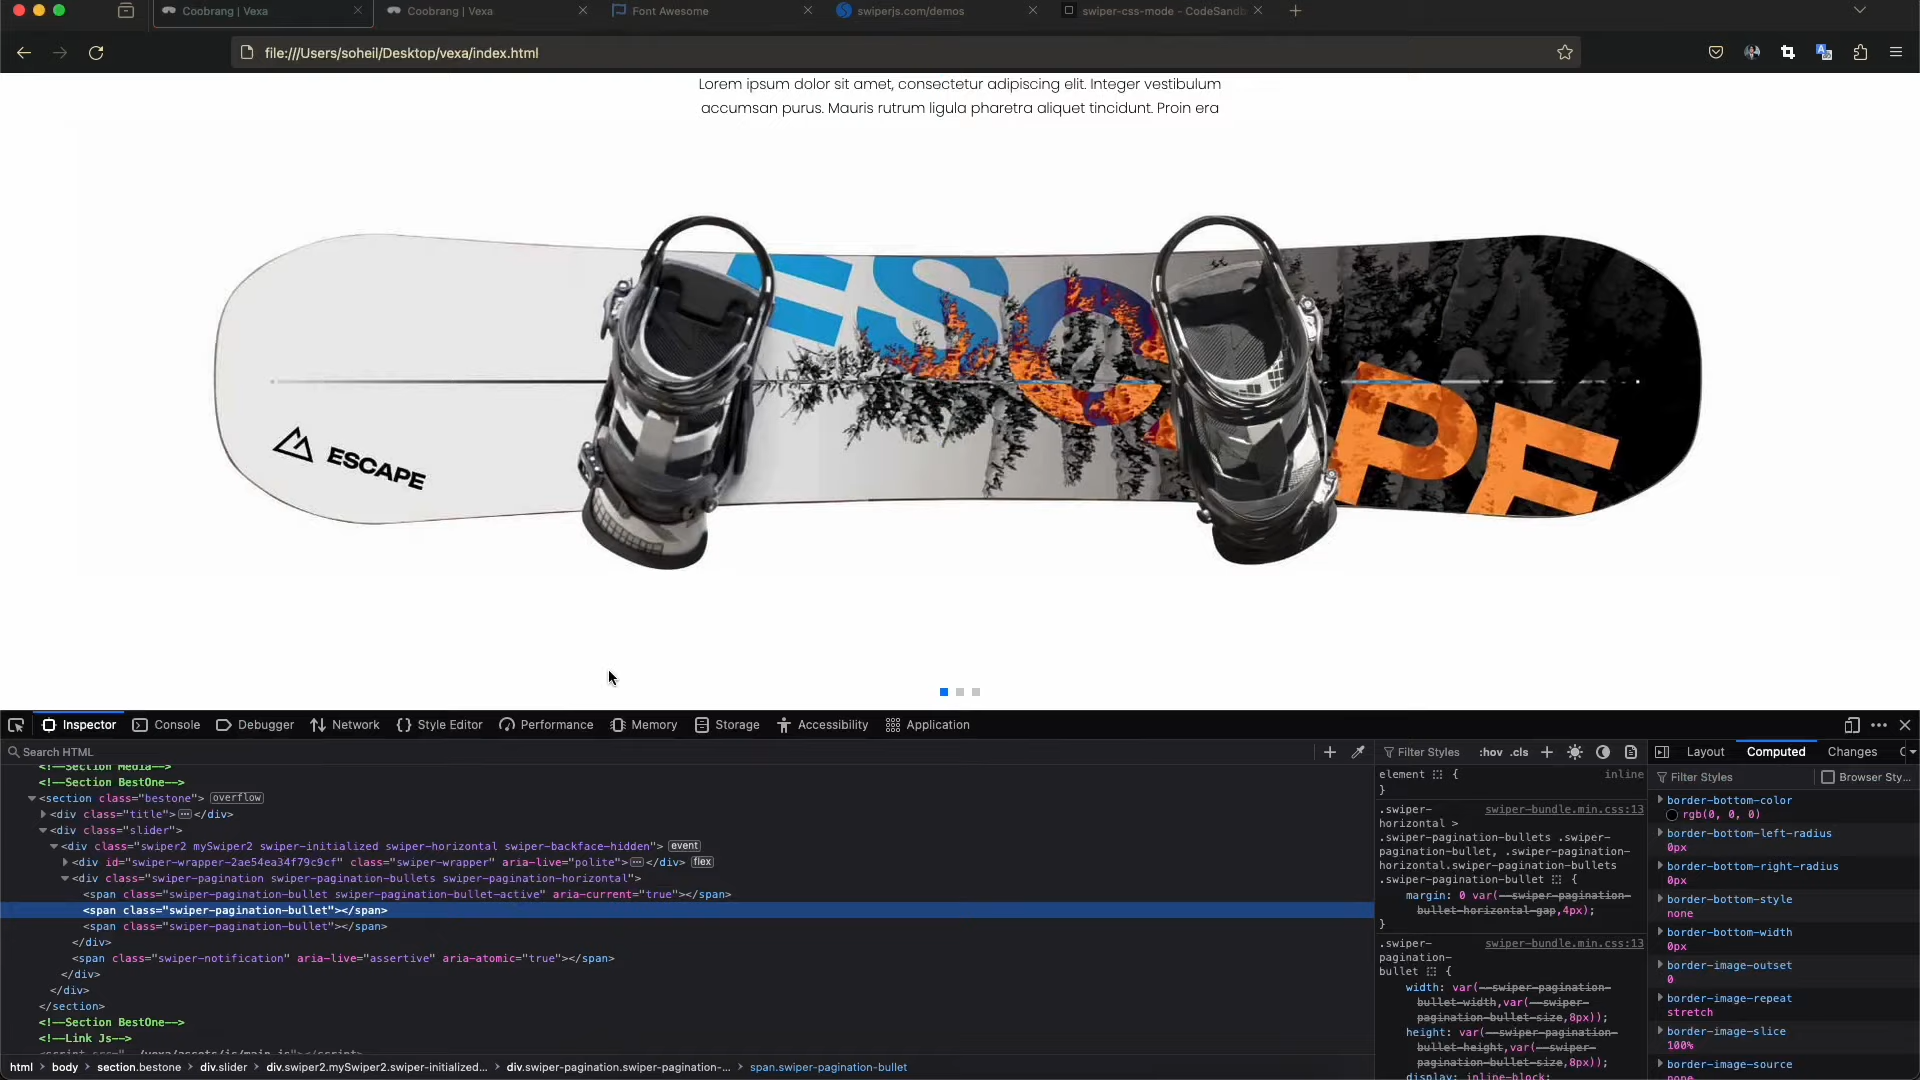 Coobrang | Vexa
Coobrang | Vexa
Font Awesome
swiperjs.com/demos
swiper-css-mode - CodeSandb
file:///Users/soheil/Desktop/vexa/index.html
Lorem ipsum dolor sit amet, consectetur adipiscing elit. Integer vestibulum
accumsan purus. Mauris rutrum ligula pharetra aliquet tincidunt. Proin era
ESCAPE
ESCAPE
Inspector
Console
Debugger
Network
Style Editor
Performance
Memory
Storage
Accessibility
Application
Search HTML
<!--Section Media-->
<!--Section BestOne-->
<section class="bestone"> overflow
<div class="title"></div>
<div class="slider">
<div class="swiper2 mySwiper2 swiper-initialized swiper-horizontal swiper-backface-hidden"> event
<div id="swiper-wrapper-2ae54ea34f79c9cf" class="swiper-wrapper" aria-live="polite"></div> flex
<div class="swiper-pagination swiper-pagination-bullets swiper-pagination-horizontal">
<span class="swiper-pagination-bullet swiper-pagination-bullet-active" aria-current="true"></span>
<span class="swiper-pagination-bullet"></span>
<span class="swiper-pagination-bullet"></span>
</div>
<span class="swiper-notification" aria-live="assertive" aria-atomic="true"></span>
</div>
</div>
</section>
<!--Section BestOne-->
<!--Link Js-->
html > body > section.bestone > div.slider > div.swiper2.mySwiper2.swiper-initialized... > div.swiper-pagination.swiper-pagination-... > span.swiper-pagination-bullet
Filter Styles
:hov .cls
element {
inline
}
.swiper-
swiper-bundle.min.css:13
horizontal >
.swiper-pagination-bullets .swiper-
pagination-bullet, .swiper-pagination-
horizontal.swiper-pagination-bullets
.swiper-pagination-bullet {
margin: 0 var(--swiper-pagination-
bullet-horizontal-gap,4px);
}
.swiper-
swiper-bundle.min.css:13
pagination-
bullet {
width: var(--swiper-pagination-
bullet-width,var(--swiper-
pagination-bullet-size,8px));
height: var(--swiper-pagination-
bullet-height,var(--swiper-
pagination-bullet-size,8px));
display: inline-block;
Layout
Computed
Changes
Filter Styles
Browser Sty...
border-bottom-color
rgb(0, 0, 0)
border-bottom-left-radius
0px
border-bottom-right-radius
0px
border-bottom-style
none
border-bottom-width
0px
border-image-outset
0
border-image-repeat
stretch
border-image-slice
100%
border-image-source
none